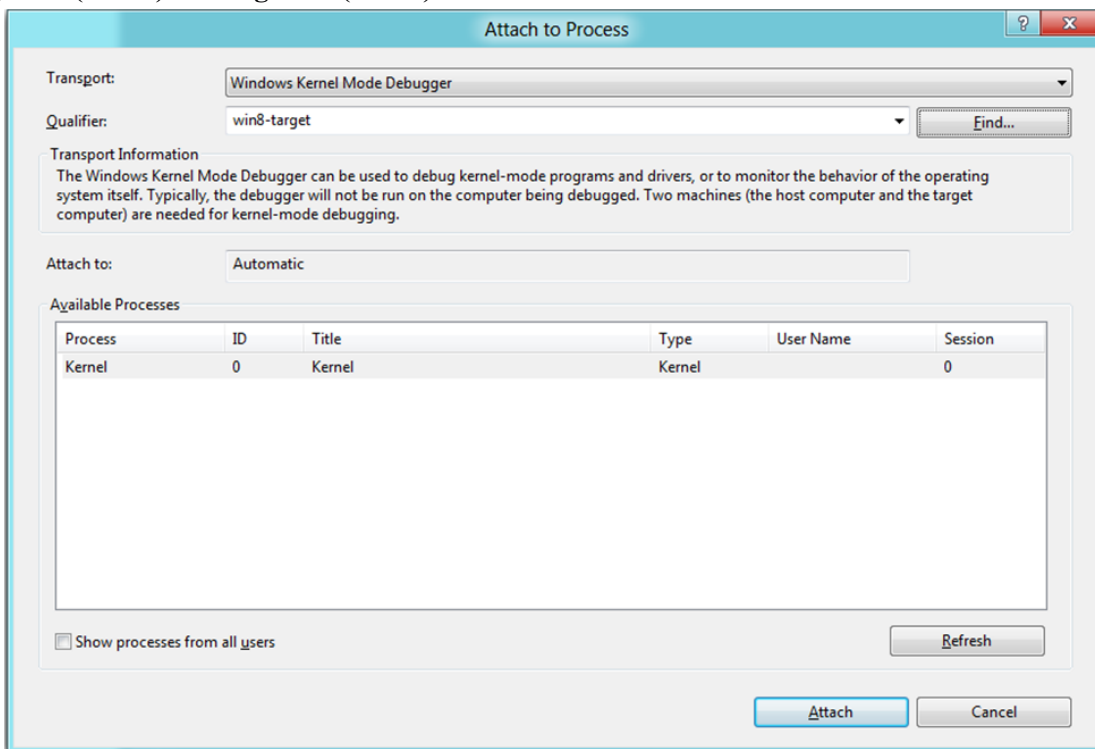 Attach to Process
Transport:
Windows Kernel Mode Debugger
Qualifier:
win8-target
Find...
Transport Information
The Windows Kernel Mode Debugger can be used to debug kernel-mode programs and drivers, or to monitor the behavior of the operating
system itself. Typically, the debugger will not be run on the computer being debugged. Two machines (the host computer and the target
computer) are needed for kernel-mode debugging.
Attach to:
Automatic
Available Processes
Process ID Title Type User Name Session
Kernel 0 Kernel Kernel 0
Show processes from all users
Refresh
Attach
Cancel